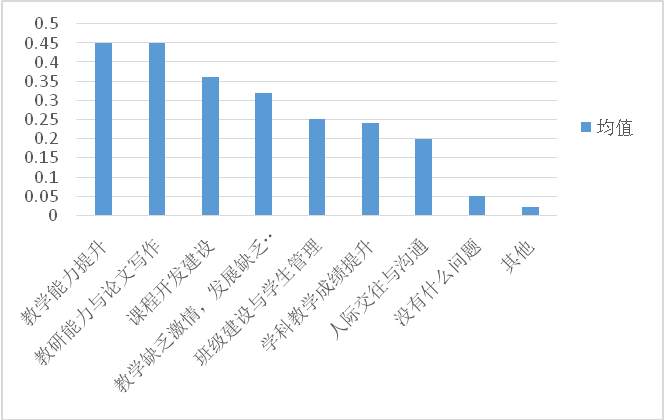 0.5
0.45
0.4
0.35
0.3
0.25
0.2
0.15
0.1
0.05
0
教学能力提升
教研能力与论文写作
课程开发建设
教学缺乏激情，发展缺乏…
班级建设与学生管理
学科教学成绩提升
人际交往与沟通
没有什么问题
其他
均值